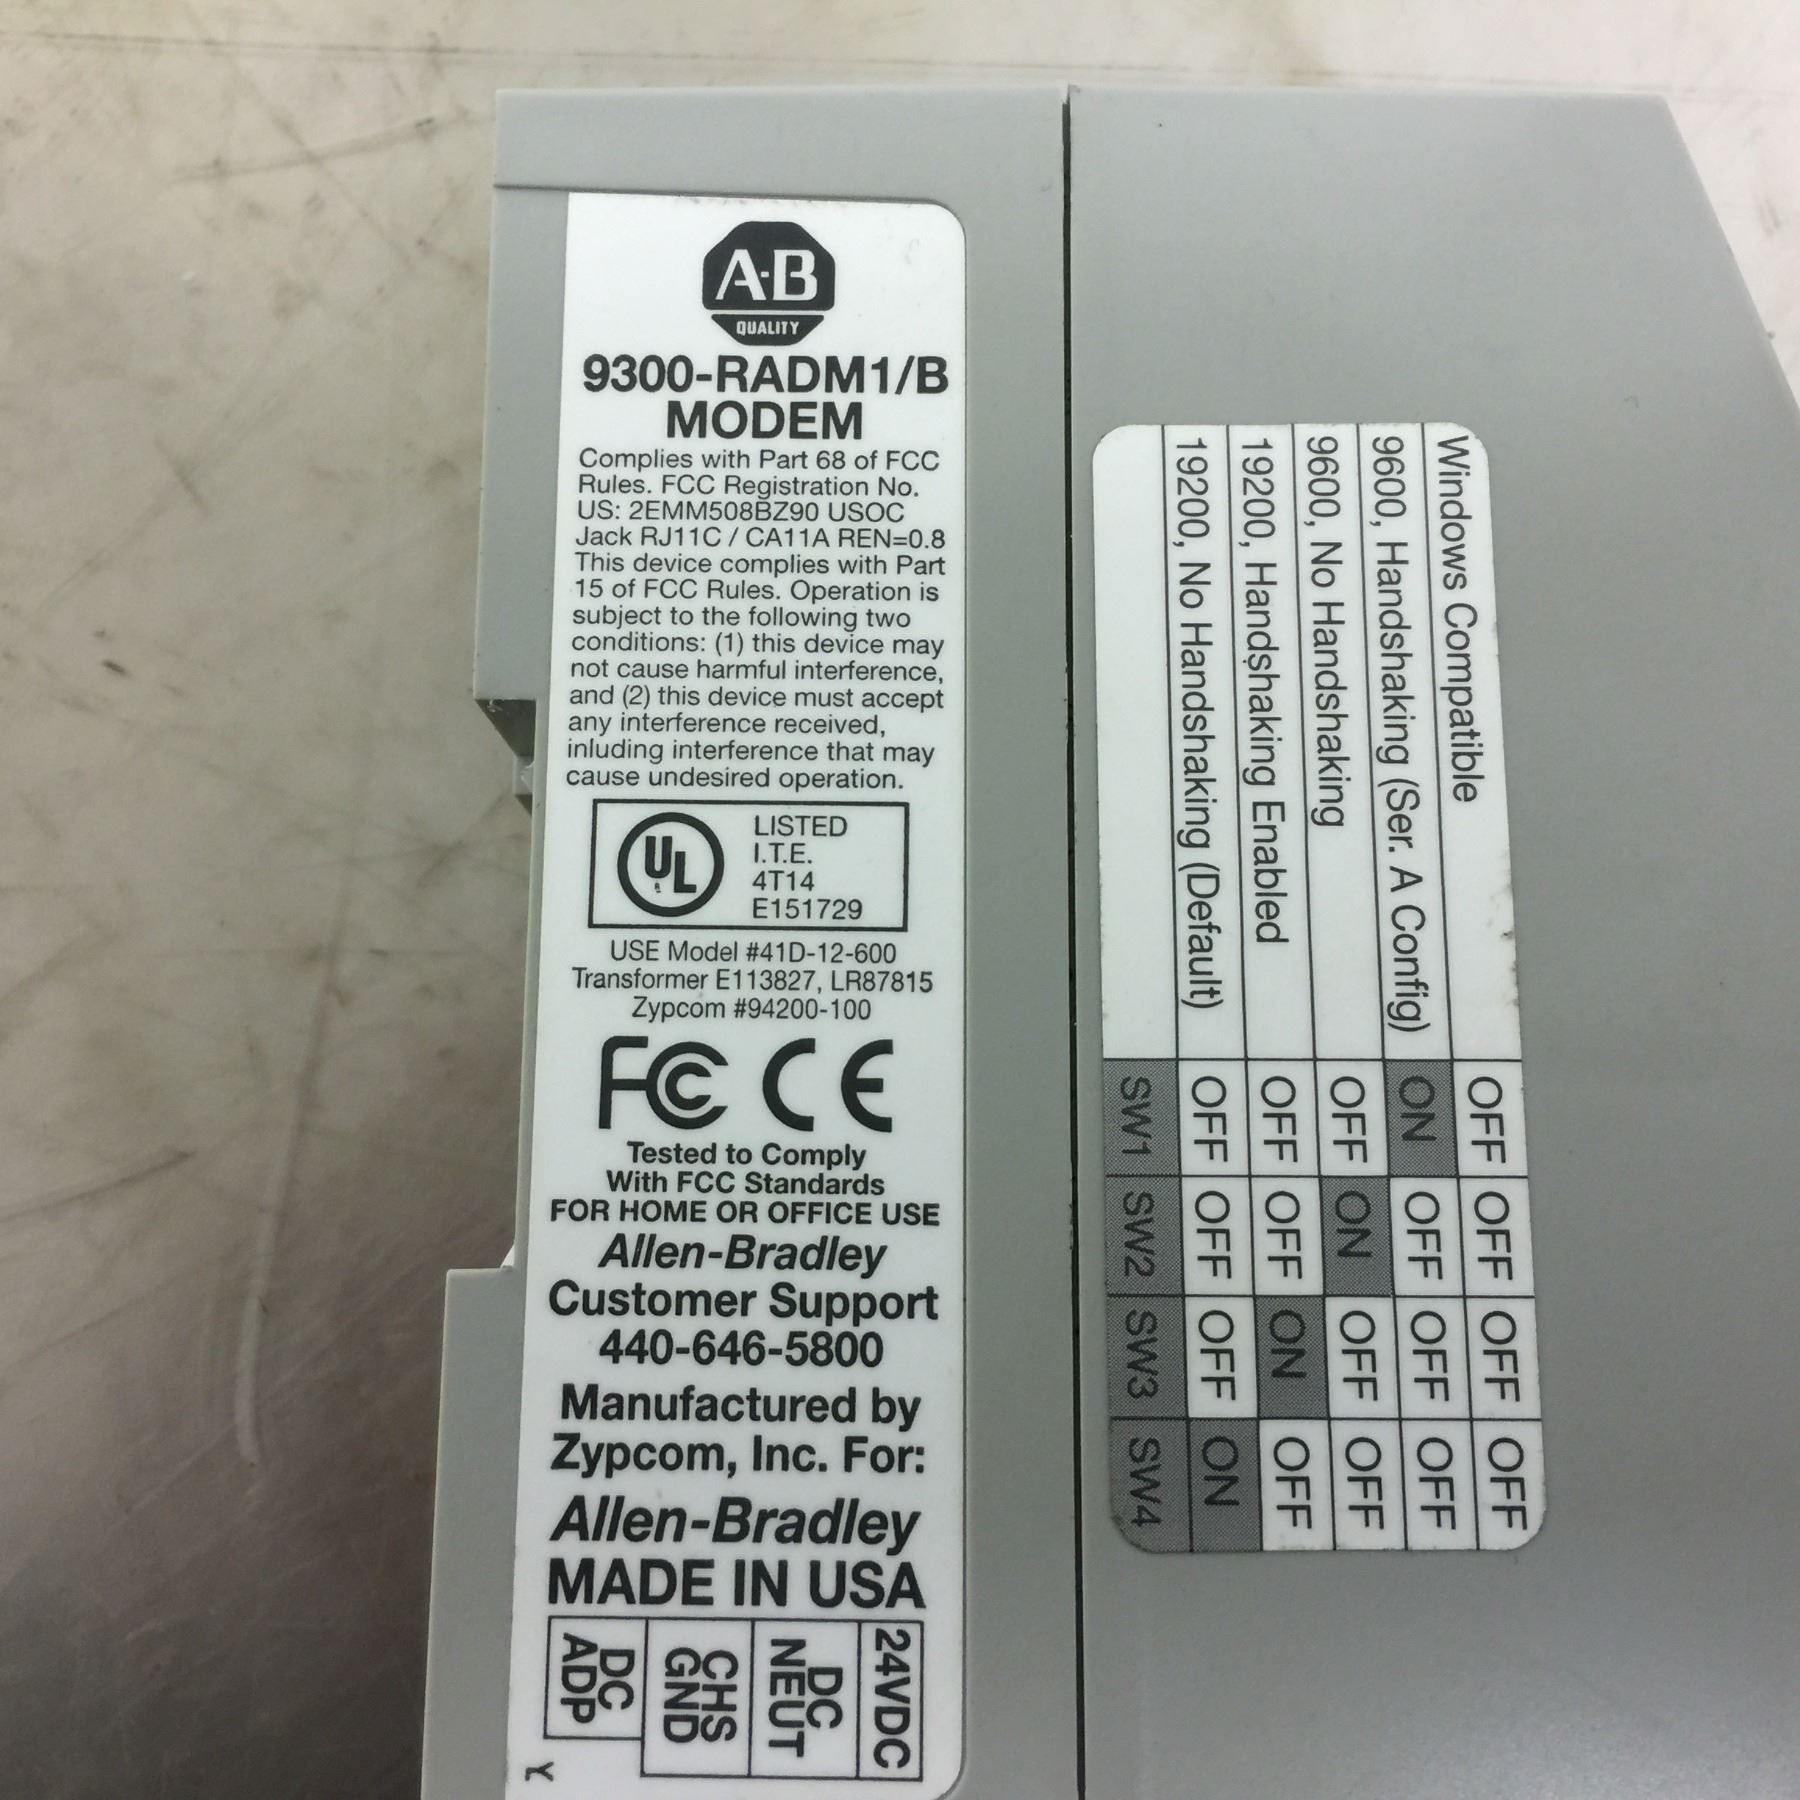 A-B
QUALITY
9300-RADM1/B
MODEM
Complies with Part 68 of FCC
Rules. FCC Registration No.
US: 2EMM508BZ90 USOC
Jack RJ11C / CA11A REN=0.8
This device complies with Part
15 of FCC Rules. Operation is
subject to the following two
conditions: (1) this device may
not cause harmful interference,
and (2) this device must accept
any interference received,
inluding interference that may
cause undesired operation.
UL
LISTED
I.T.E.
4T14
E151729
USE Model #41D-12-600
Transformer E113827, LR87815
Zypcom #94200-100
FC CE
Tested to Comply
With FCC Standards
FOR HOME OR OFFICE USE
Allen-Bradley
Customer Support
440-646-5800
Manufactured by
Zypcom, Inc. For:
Allen-Bradley
MADE IN USA
24VDC
DC
NEUT
CHS
GND
DC
ADP
Y
Windows Compatible OFF OFF OFF OFF
9600, Handshaking (Ser. A Config) ON OFF OFF OFF
9600, No Handshaking OFF ON OFF OFF
19200, Handshaking Enabled OFF OFF ON OFF
19200, No Handshaking (Default) OFF OFF OFF ON
SW1 SW2 SW3 SW4